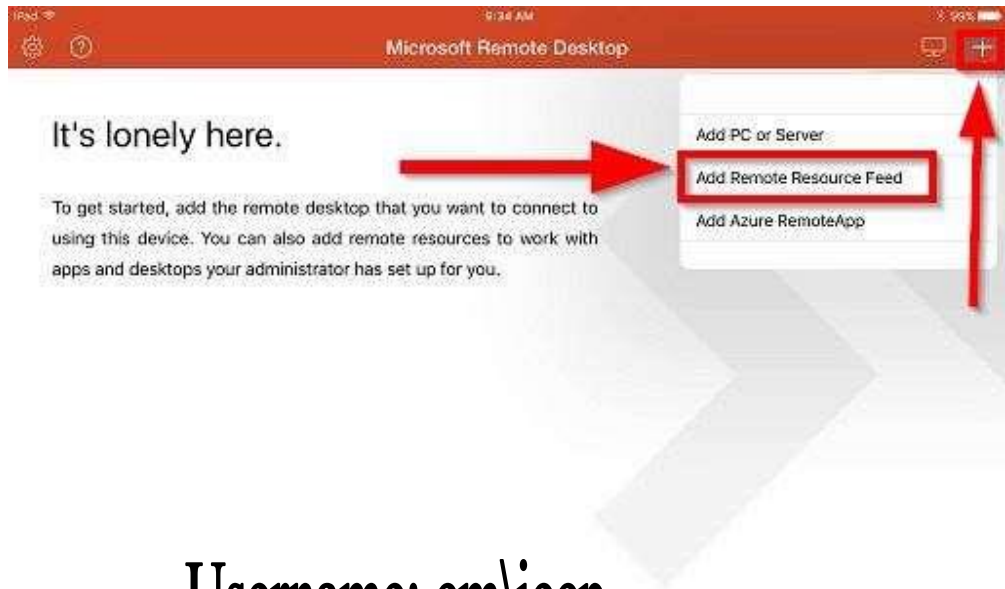 iPad
9:34 AM
99%
Microsoft Remote Desktop
It's lonely here.
To get started, add the remote desktop that you want to connect to
using this device. You can also add remote resources to work with
apps and desktops your administrator has set up for you.
Add PC or Server
Add Remote Resource Feed
Add Azure RemoteApp